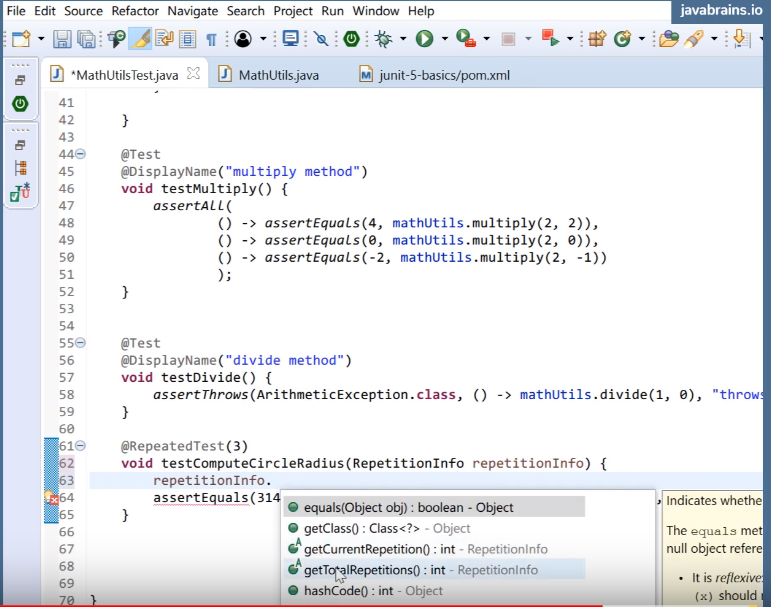 File Edit Source Refactor Navigate Search Project Run Window Help
javabrains.io
*MathUtilsTest.java
MathUtils.java
junit-5-basics/pom.xml
41
42 }
43
44 @Test
45 @DisplayName("multiply method")
46 void testMultiply() {
47 assertAll(
48 () -> assertEquals(4, mathUtils.multiply(2, 2)),
49 () -> assertEquals(0, mathUtils.multiply(2, 0)),
50 () -> assertEquals(-2, mathUtils.multiply(2, -1))
51 );
52 }
53
54
55 @Test
56 @DisplayName("divide method")
57 void testDivide() {
58 assertThrows(ArithmeticException.class, () -> mathUtils.divide(1, 0), "throws
59 }
60
61 @RepeatedTest(3)
62 void testComputeCircleRadius(RepetitionInfo repetitionInfo) {
63 repetitionInfo.
64 assertEquals(314
65 }
66
67
68
69
70 }
equals(Object obj) : boolean - Object
getClass() : Class<?> - Object
getCurrentRepetition() : int - RepetitionInfo
getTotalRepetitions() : int - RepetitionInfo
hashCode() : int - Object
Indicates whethe
The equals met
null object refere
• It is reflexive:
(x) should